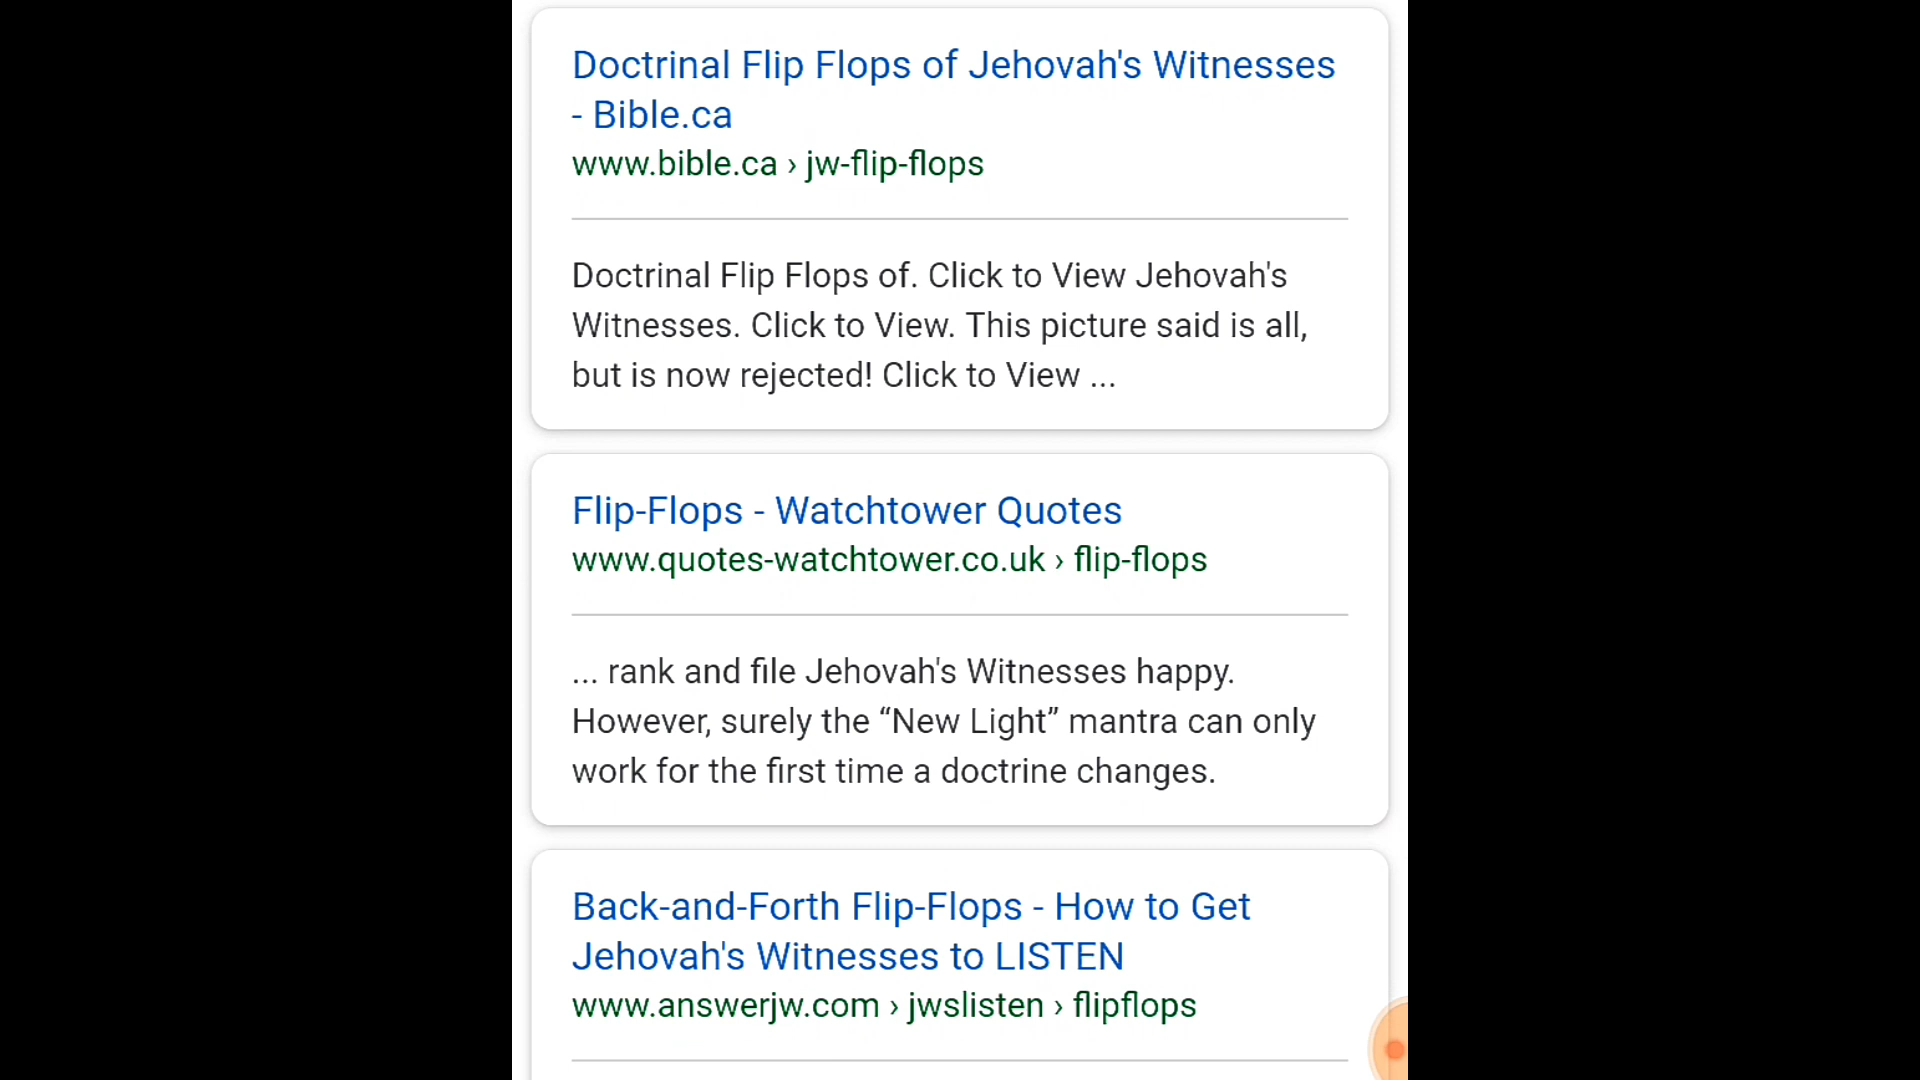 Doctrinal Flip Flops of Jehovah's Witnesses
- Bible.ca
www.bible.ca › jw-flip-flops
Doctrinal Flip Flops of. Click to View Jehovah's
Witnesses. Click to View. This picture said is all,
but is now rejected! Click to View ...
Flip-Flops - Watchtower Quotes
www.quotes-watchtower.co.uk › flip-flops
... rank and file Jehovah's Witnesses happy.
However, surely the “New Light” mantra can only
work for the first time a doctrine changes.
Back-and-Forth Flip-Flops - How to Get
Jehovah's Witnesses to LISTEN
www.answerjw.com › jwslisten › flipflops